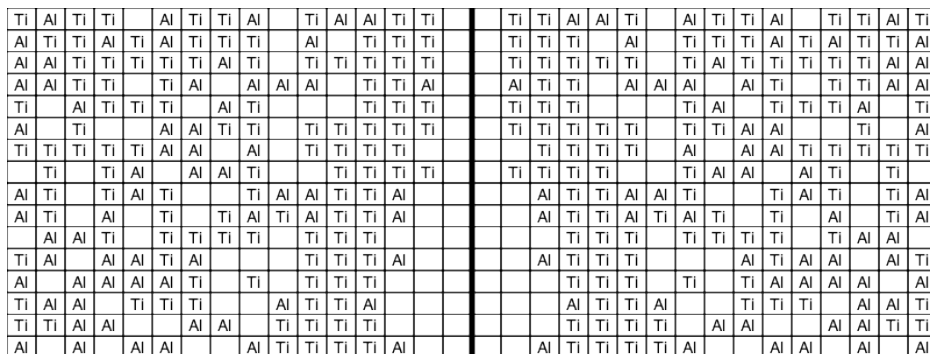 Ti Al Ti Ti Al Ti Ti Al Ti Al Al Ti Ti Ti Ti Al Al Ti Al Ti Ti Al Ti Ti Al Ti
Al Ti Ti Al Ti Al Ti Ti Ti Al Ti Ti Ti Ti Ti Ti Al Ti Ti Ti Al Ti Al Ti Ti Al
Al Al Ti Ti Ti Ti Ti Al Ti Ti Ti Ti Ti Ti Ti Ti Ti Ti Ti Ti Al Ti Ti Ti Ti Ti Al Al
Al Al Ti Ti Ti Al Al Al Al Ti Ti Al Al Ti Ti Al Al Al Al Ti Ti Ti Al Al
Ti Al Ti Ti Ti Al Ti Ti Ti Ti Ti Ti Ti Ti Al Ti Ti Ti Al Ti
Al Ti Al Al Ti Ti Ti Ti Ti Ti Ti Ti Ti Ti Ti Ti Ti Ti Al Al Ti Al
Ti Ti Ti Ti Ti Al Al Al Ti Ti Ti Ti Ti Ti Ti Ti Al Al Al Ti Ti Ti Ti Ti
Ti Ti Al Al Al Ti Ti Ti Ti Ti Ti Ti Ti Ti Ti Al Al Al Ti Ti
Al Ti Ti Al Ti Ti Al Al Ti Ti Al Al Ti Ti Al Al Ti Ti Al Ti Ti Al
Al Ti Al Ti Ti Al Ti Al Ti Ti Al Al Ti Ti Al Ti Al Ti Ti Al Ti Al
Al Al Ti Ti Ti Ti Ti Ti Ti Ti Ti Ti Ti Ti Ti Ti Ti Ti Al Al
Ti Al Al Al Ti Al Ti Ti Ti Al Al Ti Ti Ti Al Ti Al Al Al Ti
Al Al Al Al Al Ti Ti Ti Ti Ti Ti Ti Ti Ti Ti Al Al Al Al Al
Ti Al Al Ti Ti Ti Al Ti Ti Al Al Ti Ti Al Ti Ti Ti Al Al Ti
Ti Ti Al Al Al Al Ti Ti Ti Ti Ti Ti Ti Ti Al Al Al Al Ti Ti
Al Al Al Al Al Ti Ti Ti Ti Al Al Ti Ti Ti Ti Al Al Al Al Al